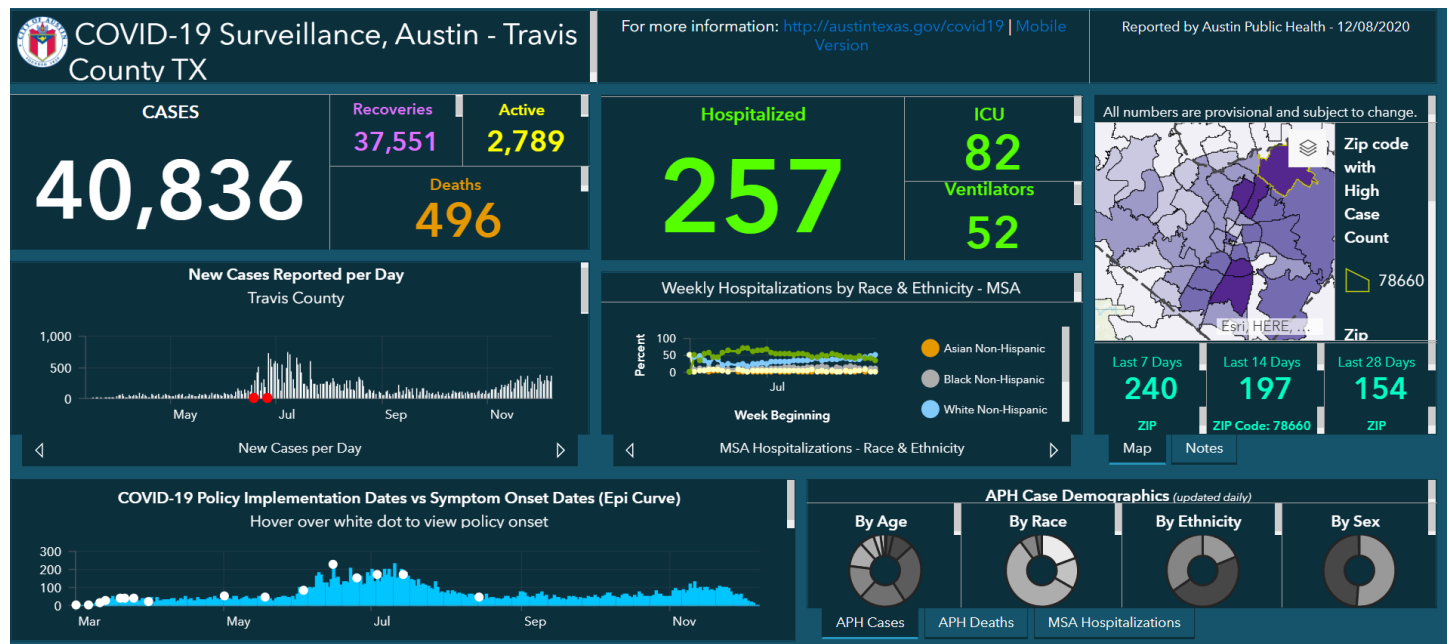 COVID-19 Surveillance, Austin - Travis
County TX
For more information: http://austintexas.gov/covid19 | Mobile
Version
Reported by Austin Public Health - 12/08/2020
CASES
40,836
Recoveries
37,551
Active
2,789
Deaths
496
Hospitalized
257
ICU
82
Ventilators
52
All numbers are provisional and subject to change.
Zip code
with
High
Case
Count
78660
Zip
Esri, HERE, ...
Last 7 Days
240
ZIP
Last 14 Days
197
ZIP Code: 78660
Last 28 Days
154
ZIP
Map
Notes
New Cases Reported per Day
Travis County
1,000
500
0
May
Jul
Sep
Nov
New Cases per Day
Weekly Hospitalizations by Race & Ethnicity - MSA
Percent
100
50
0
Jul
Week Beginning
Asian Non-Hispanic
Black Non-Hispanic
White Non-Hispanic
MSA Hospitalizations - Race & Ethnicity
COVID-19 Policy Implementation Dates vs Symptom Onset Dates (Epi Curve)
Hover over white dot to view policy onset
300
200
100
0
Mar
May
Jul
Sep
Nov
APH Case Demographics (updated daily)
By Age
By Race
By Ethnicity
By Sex
APH Cases
APH Deaths
MSA Hospitalizations